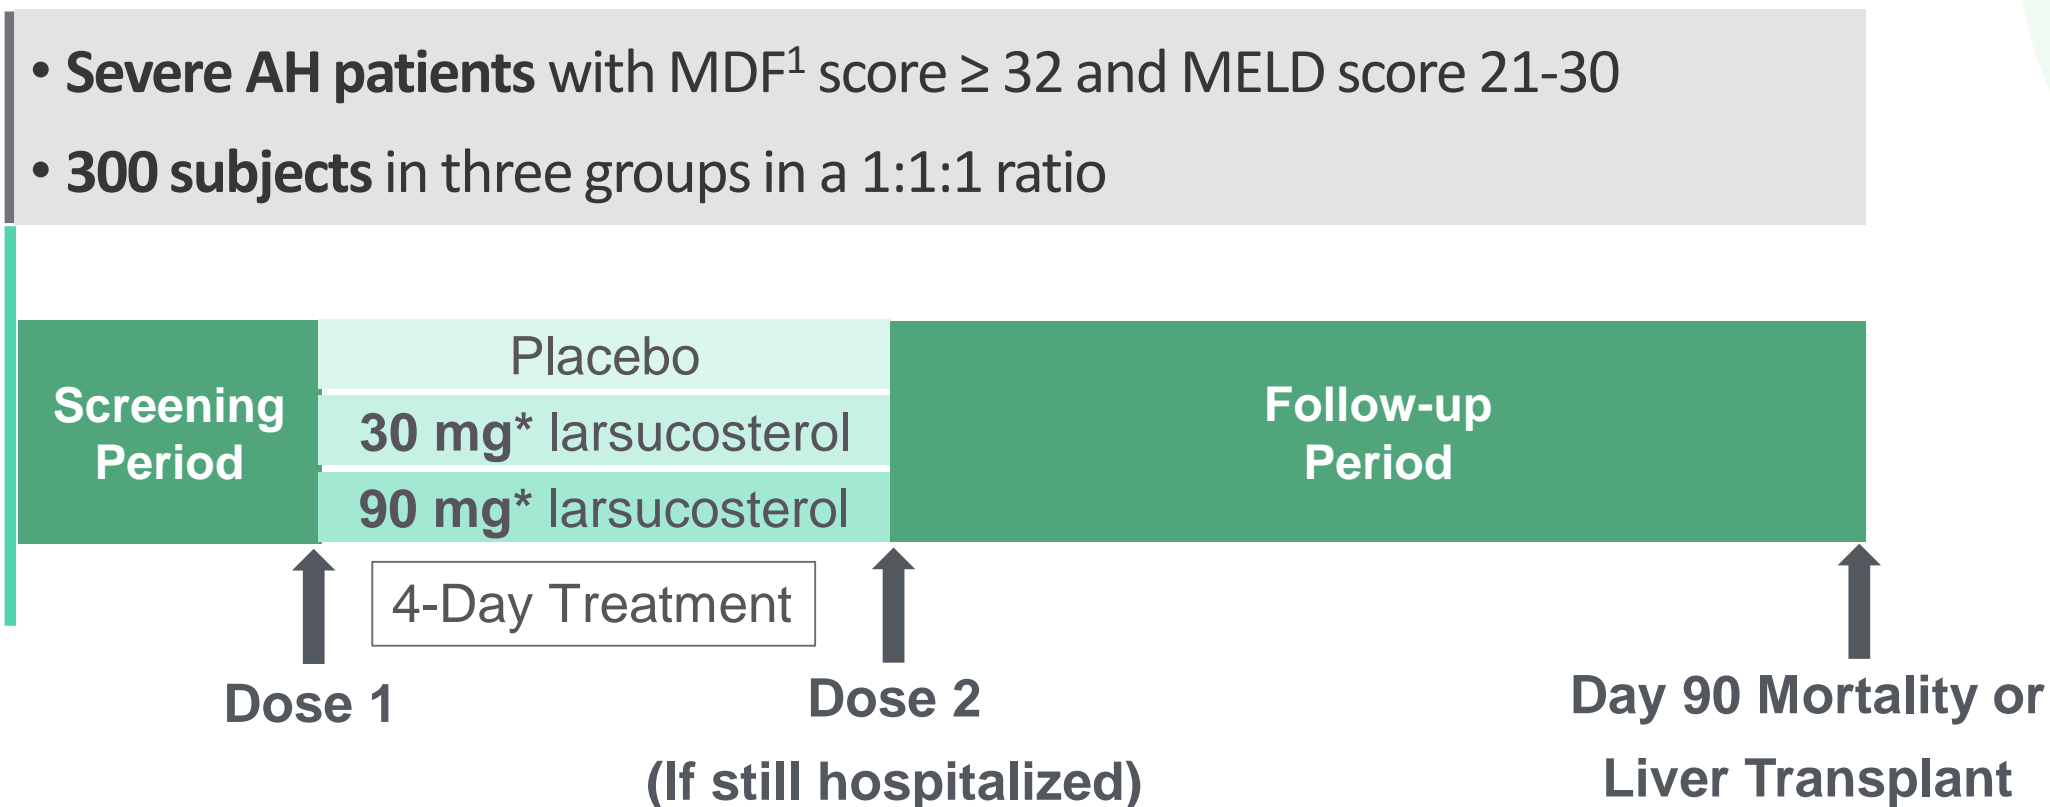 • Severe AH patients with MDF¹ score ≥ 32 and MELD score 21-30
• 300 subjects in three groups in a 1:1:1 ratio
Screening
Period
Placebo
30 mg* larsucosterol
90 mg* larsucosterol
Follow-up
Period
4-Day Treatment
Dose 1
Dose 2
(If still hospitalized)
Day 90 Mortality or
Liver Transplant